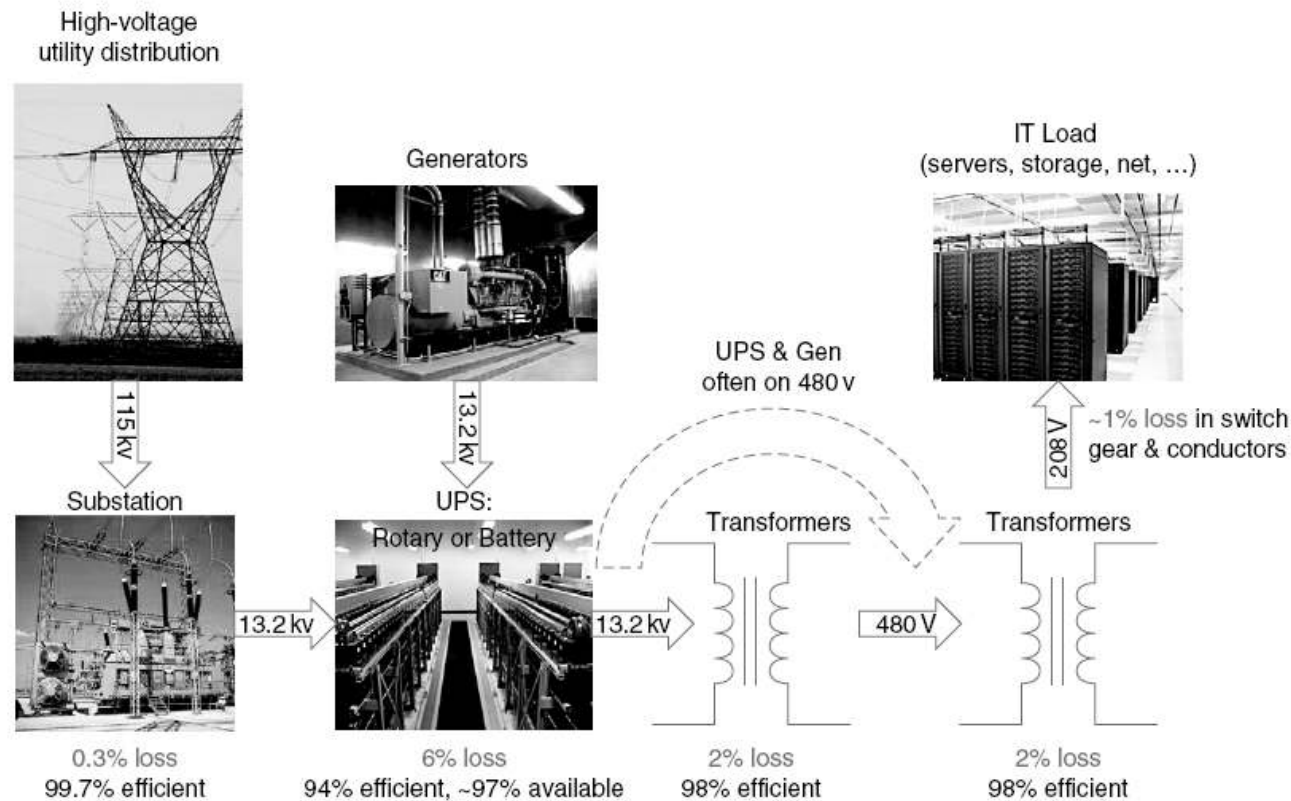 High-voltage
utility distribution
Generators
IT Load
(servers, storage, net, …)
UPS & Gen
often on 480 v
115 kv
13.2 kv
208 V
~1% loss in switch
gear & conductors
Substation
UPS:
Rotary or Battery
Transformers
Transformers
13.2 kv
13.2 kv
480 V
0.3% loss
99.7% efficient
6% loss
94% efficient, ~97% available
2% loss
98% efficient
2% loss
98% efficient